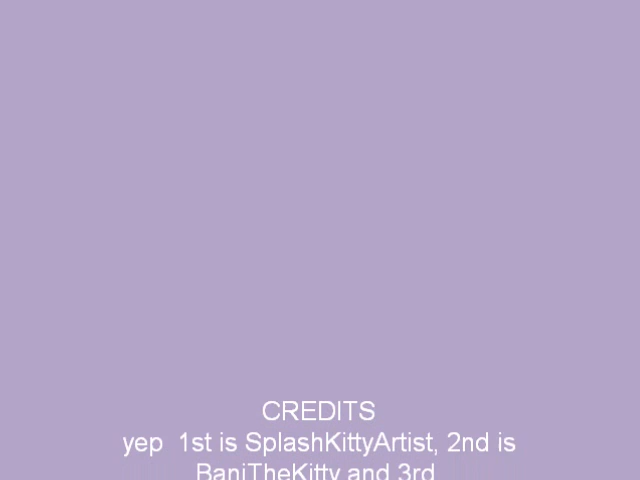 CREDITS
yep  1st is SplashKittyArtist, 2nd is
BaniTheKitty and 3rd